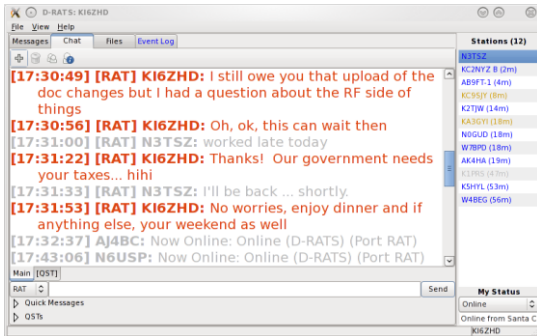 D-RATS: KI6ZHD
File View Help
Messages Chat Files Event Log
[17:30:49] [RAT] KI6ZHD: I still owe you that upload of the
doc changes but I had a question about the RF side of
things
[17:30:56] [RAT] KI6ZHD: Oh, ok, this can wait then
[17:31:00] [RAT] N3TSZ: worked late today
[17:31:22] [RAT] KI6ZHD: Thanks! Our government needs
your taxes... hihi
[17:31:33] [RAT] N3TSZ: I'll be back ... shortly.
[17:31:53] [RAT] KI6ZHD: No worries, enjoy dinner and if
anything else, your weekend as well
[17:32:37] AJ4BC: Now Online: Online (D-RATS) (Port RAT)
[17:43:06] N6USP: Now Online: Online (D-RATS) (Port RAT)
Main [QST]
RAT Send
Quick Messages
QSTs
Stations (12)
N3TSZ
KC2NYZ B (2m)
AB9FT-1 (4m)
KC9SJY (8m)
K2TJW (14m)
KA3GYI (18m)
N0GUD (18m)
W7BPD (18m)
AK4HA (19m)
(47m)
K5HYL (53m)
W4BEG (56m)
My Status
Online
Online from Santa C
KI6ZHD